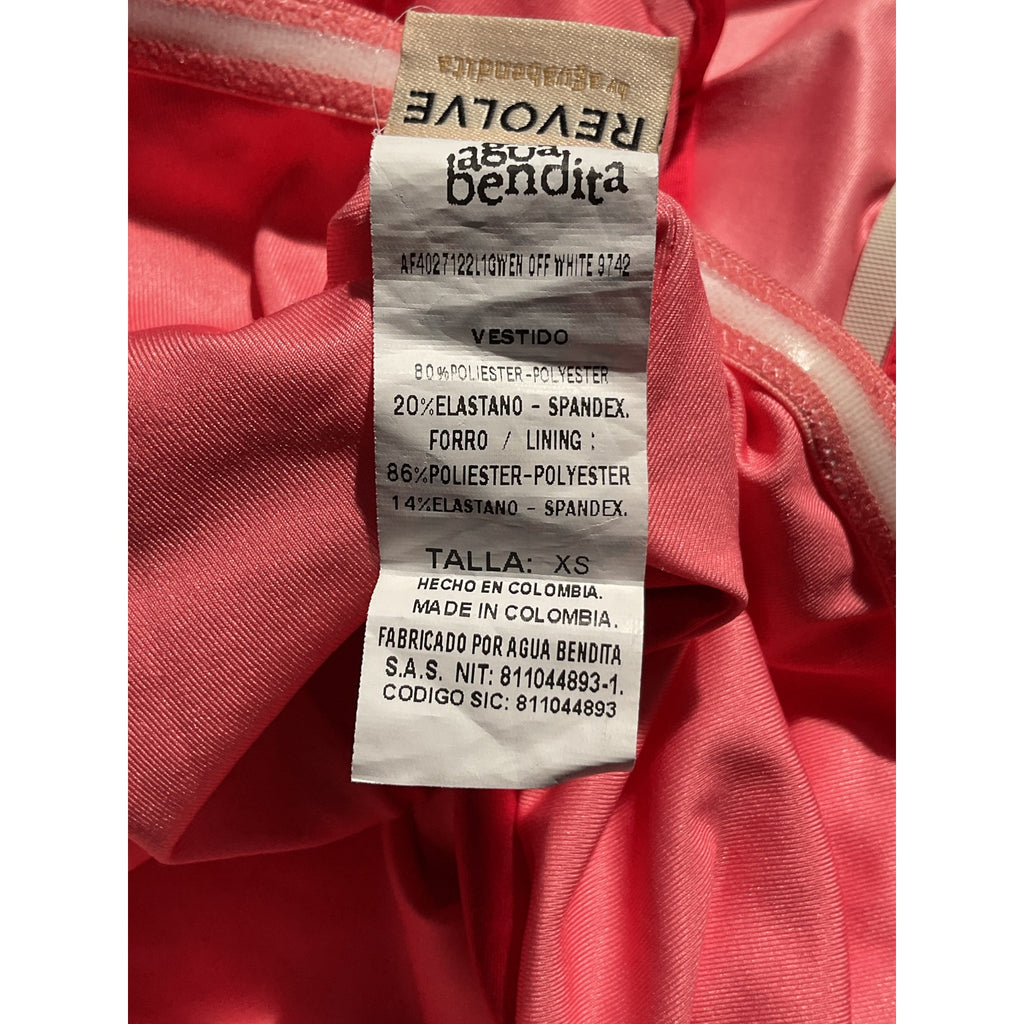 REVOLVE
by aguabendita
agua
bendita
AF4027122L1GWEN OFF WHITE 9742
VESTIDO
80%POLIESTER-POLYESTER
20%ELASTANO - SPANDEX.
FORRO / LINING :
86%POLIESTER-POLYESTER
14%ELASTANO - SPANDEX.
TALLA: XS
HECHO EN COLOMBIA.
MADE IN COLOMBIA.
FABRICADO POR AGUA BENDITA
S.A.S. NIT: 811044893-1.
CODIGO SIC: 811044893